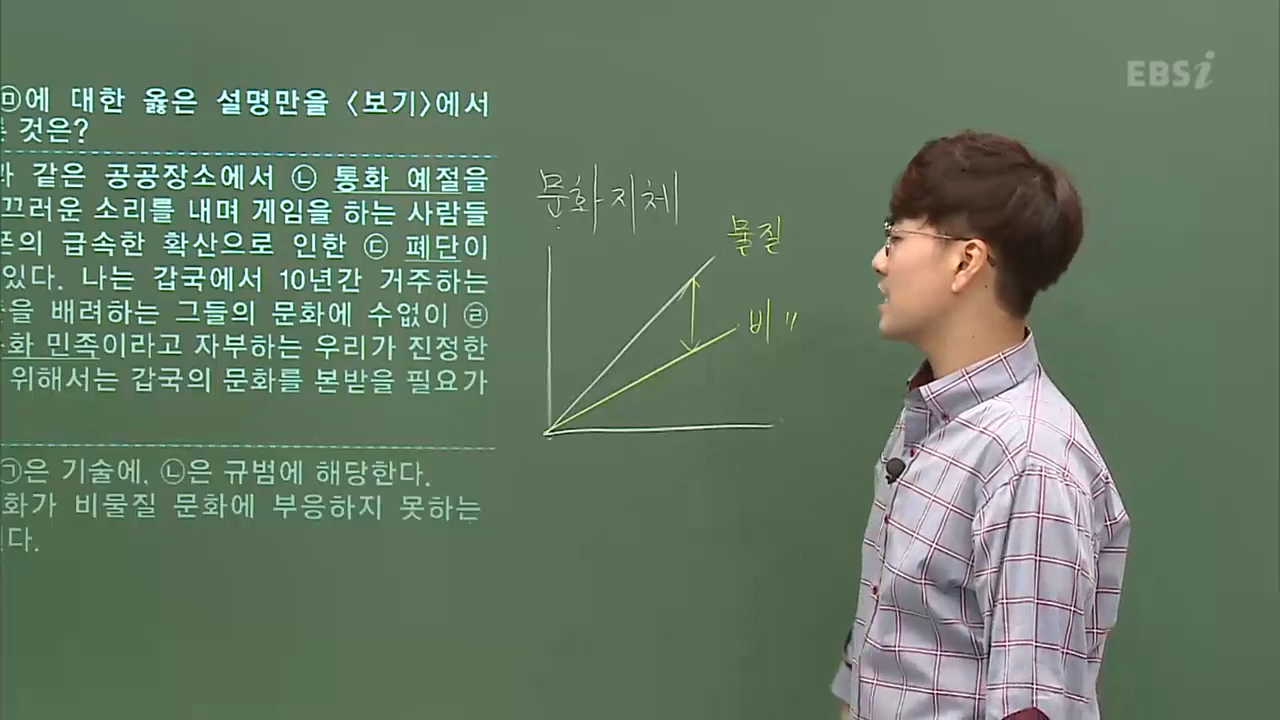 ㉤에 대한 옳은 설명만을 <보기>에서
것은?
같은 공공장소에서 ㉡ 통화 예절을
끄러운 소리를 내며 게임을 하는 사람들
폰의 급속한 확산으로 인한 ㉢ 폐단이
있다. 나는 갑국에서 10년간 거주하는
을 배려하는 그들의 문화에 수없이 ㉣
화 민족이라고 자부하는 우리가 진정한
위해서는 갑국의 문화를 본받을 필요가
㉠은 기술에, ㉡은 규범에 해당한다.
화가 비물질 문화에 부응하지 못하는
다.
문화지체
물질
비 〃
EBSi